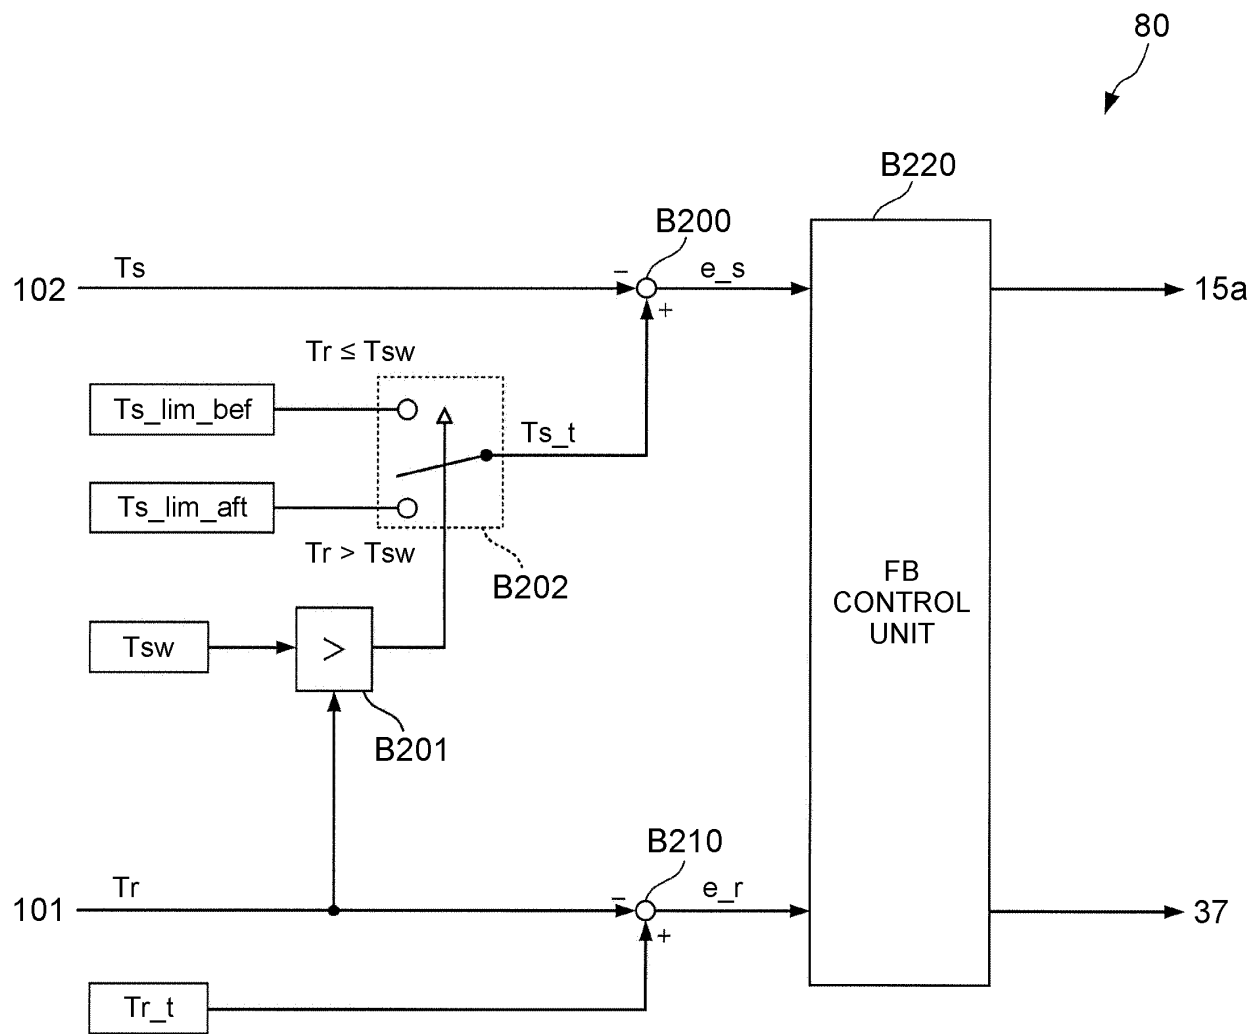 80
B220
B200
Ts
102
−
e_s
15a
+
Tr ≤ Tsw
Ts_lim_bef
Ts_t
Ts_lim_aft
Tr > Tsw
B202
FB
CONTROL
UNIT
Tsw
>
B201
B210
Tr
101
−
e_r
37
+
Tr_t